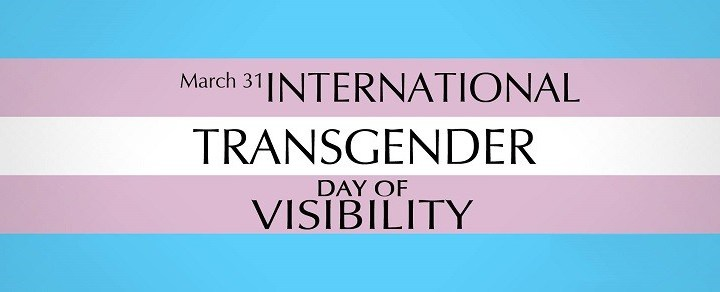 March 31 INTERNATIONAL
TRANSGENDER
DAY OF
VISIBILITY